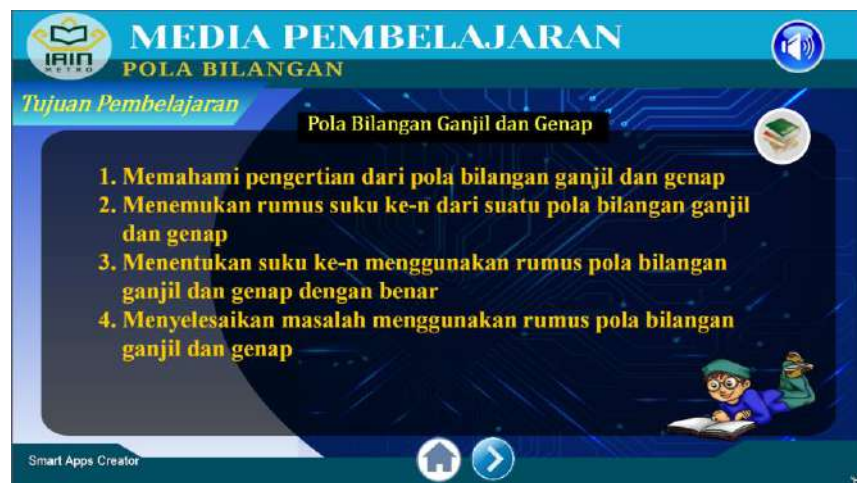 IAIN
METRO
MEDIA PEMBELAJARAN
POLA BILANGAN
Tujuan Pembelajaran
Pola Bilangan Ganjil dan Genap
1. Memahami pengertian dari pola bilangan ganjil dan genap
2. Menemukan rumus suku ke-n dari suatu pola bilangan ganjil
dan genap
3. Menentukan suku ke-n menggunakan rumus pola bilangan
ganjil dan genap dengan benar
4. Menyelesaikan masalah menggunakan rumus pola bilangan
ganjil dan genap
Smart Apps Creator